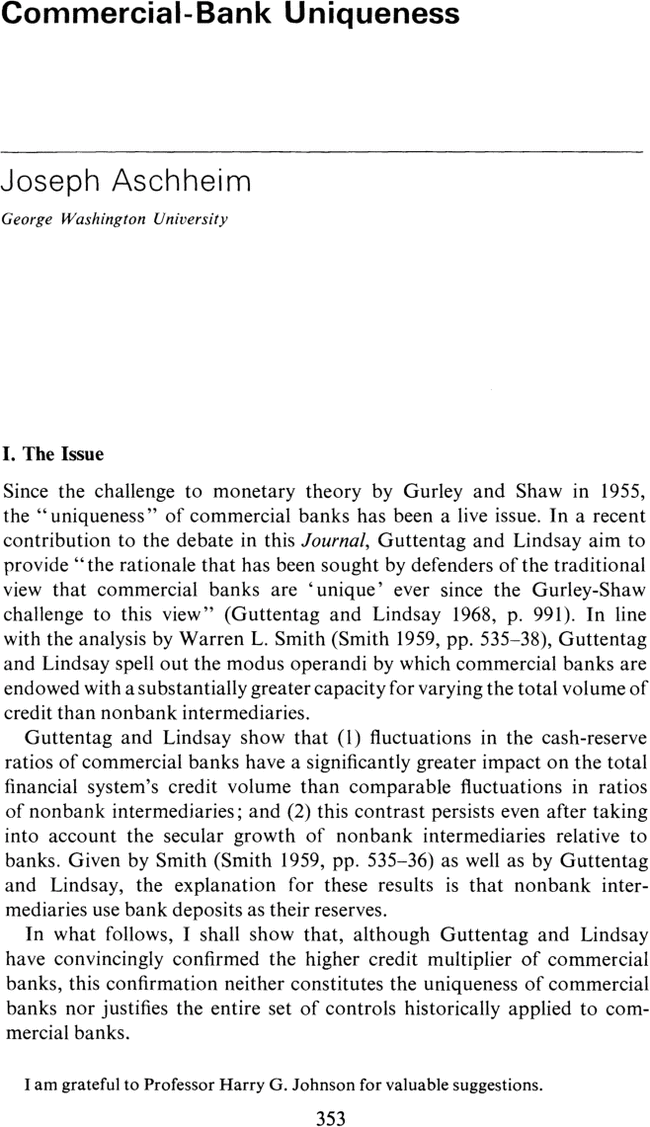 Commercial-Bank Uniqueness
Joseph Aschheim
George Washington University
I. The Issue
Since the challenge to monetary theory by Gurley and Shaw in 1955,
the “uniqueness” of commercial banks has been a live issue. In a recent
contribution to the debate in this Journal, Guttentag and Lindsay aim to
provide “the rationale that has been sought by defenders of the traditional
view that commercial banks are ‘unique’ ever since the Gurley-Shaw
challenge to this view” (Guttentag and Lindsay 1968, p. 991). In line
with the analysis by Warren L. Smith (Smith 1959, pp. 535–38), Guttentag
and Lindsay spell out the modus operandi by which commercial banks are
endowed with a substantially greater capacity for varying the total volume of
credit than nonbank intermediaries.
Guttentag and Lindsay show that (1) fluctuations in the cash-reserve
ratios of commercial banks have a significantly greater impact on the total
financial system’s credit volume than comparable fluctuations in ratios
of nonbank intermediaries; and (2) this contrast persists even after taking
into account the secular growth of nonbank intermediaries relative to
banks. Given by Smith (Smith 1959, pp. 535–36) as well as by Guttentag
and Lindsay, the explanation for these results is that nonbank inter-
mediaries use bank deposits as their reserves.
In what follows, I shall show that, although Guttentag and Lindsay
have convincingly confirmed the higher credit multiplier of commercial
banks, this confirmation neither constitutes the uniqueness of commercial
banks nor justifies the entire set of controls historically applied to com-
mercial banks.
I am grateful to Professor Harry G. Johnson for valuable suggestions.
353